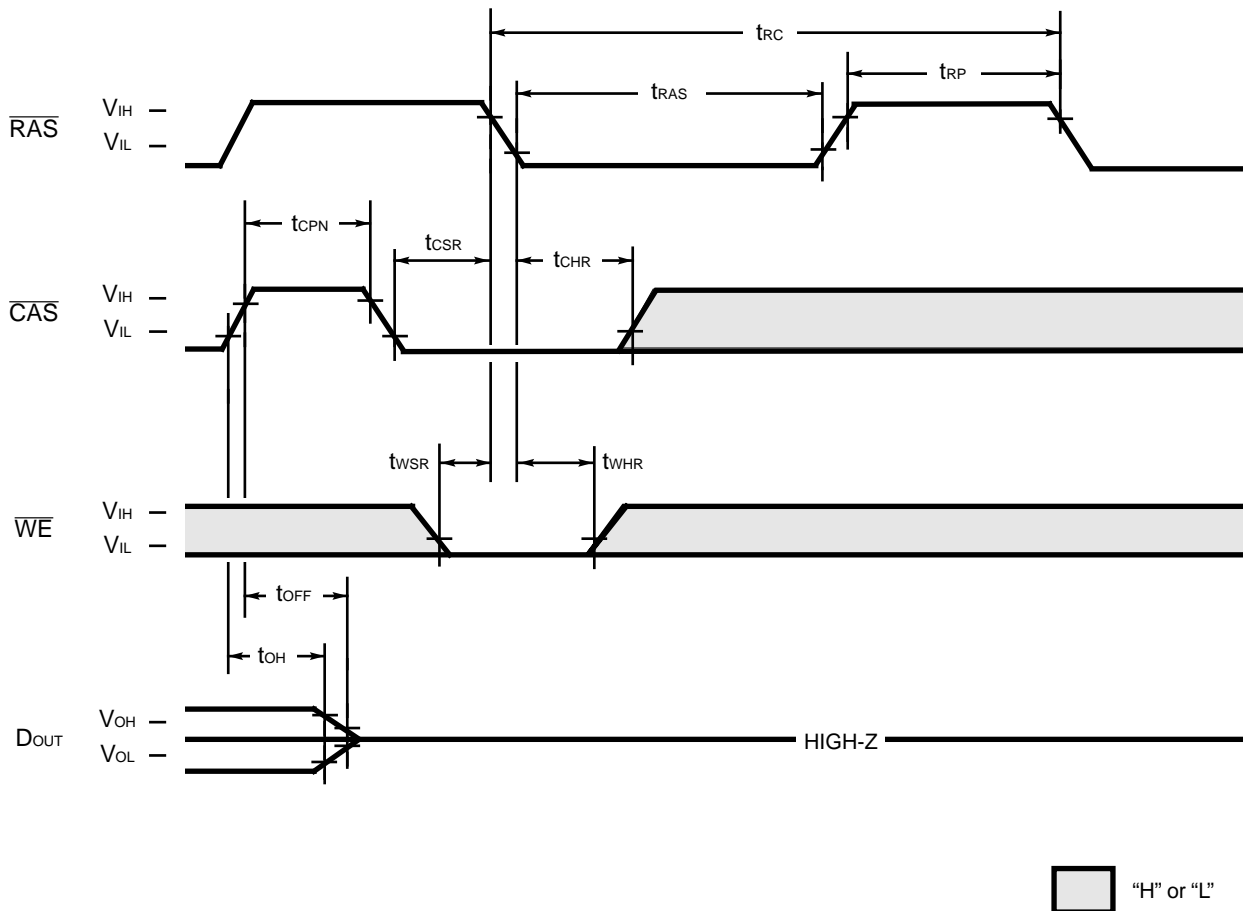 tRC
tRP
tRAS
RAS
VIH
VIL
tCPN
tCSR
tCHR
CAS
VIH
VIL
tWSR
tWHR
WE
VIH
VIL
tOFF
tOH
DOUT
VOH
VOL
HIGH-Z
“H” or “L”